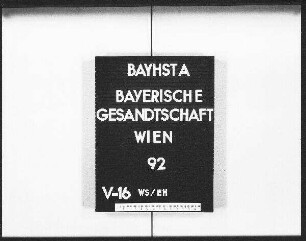 BAYHSTA
BAYERISCHE
GESANDTSCHAFT
WIEN
92
V-16 WS/EH